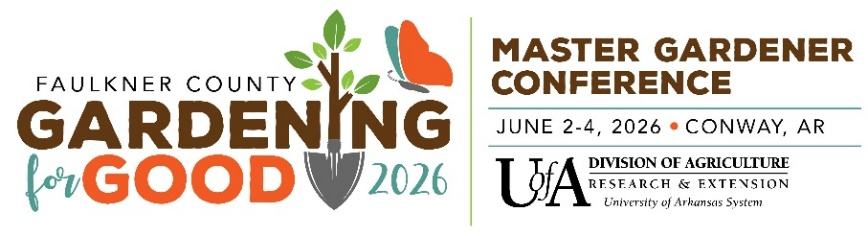 FAULKNER COUNTY
GARDENING
for GOOD 2026
MASTER GARDENER
CONFERENCE
JUNE 2-4, 2026 • CONWAY, AR
UofA DIVISION OF AGRICULTURE
RESEARCH & EXTENSION
University of Arkansas System